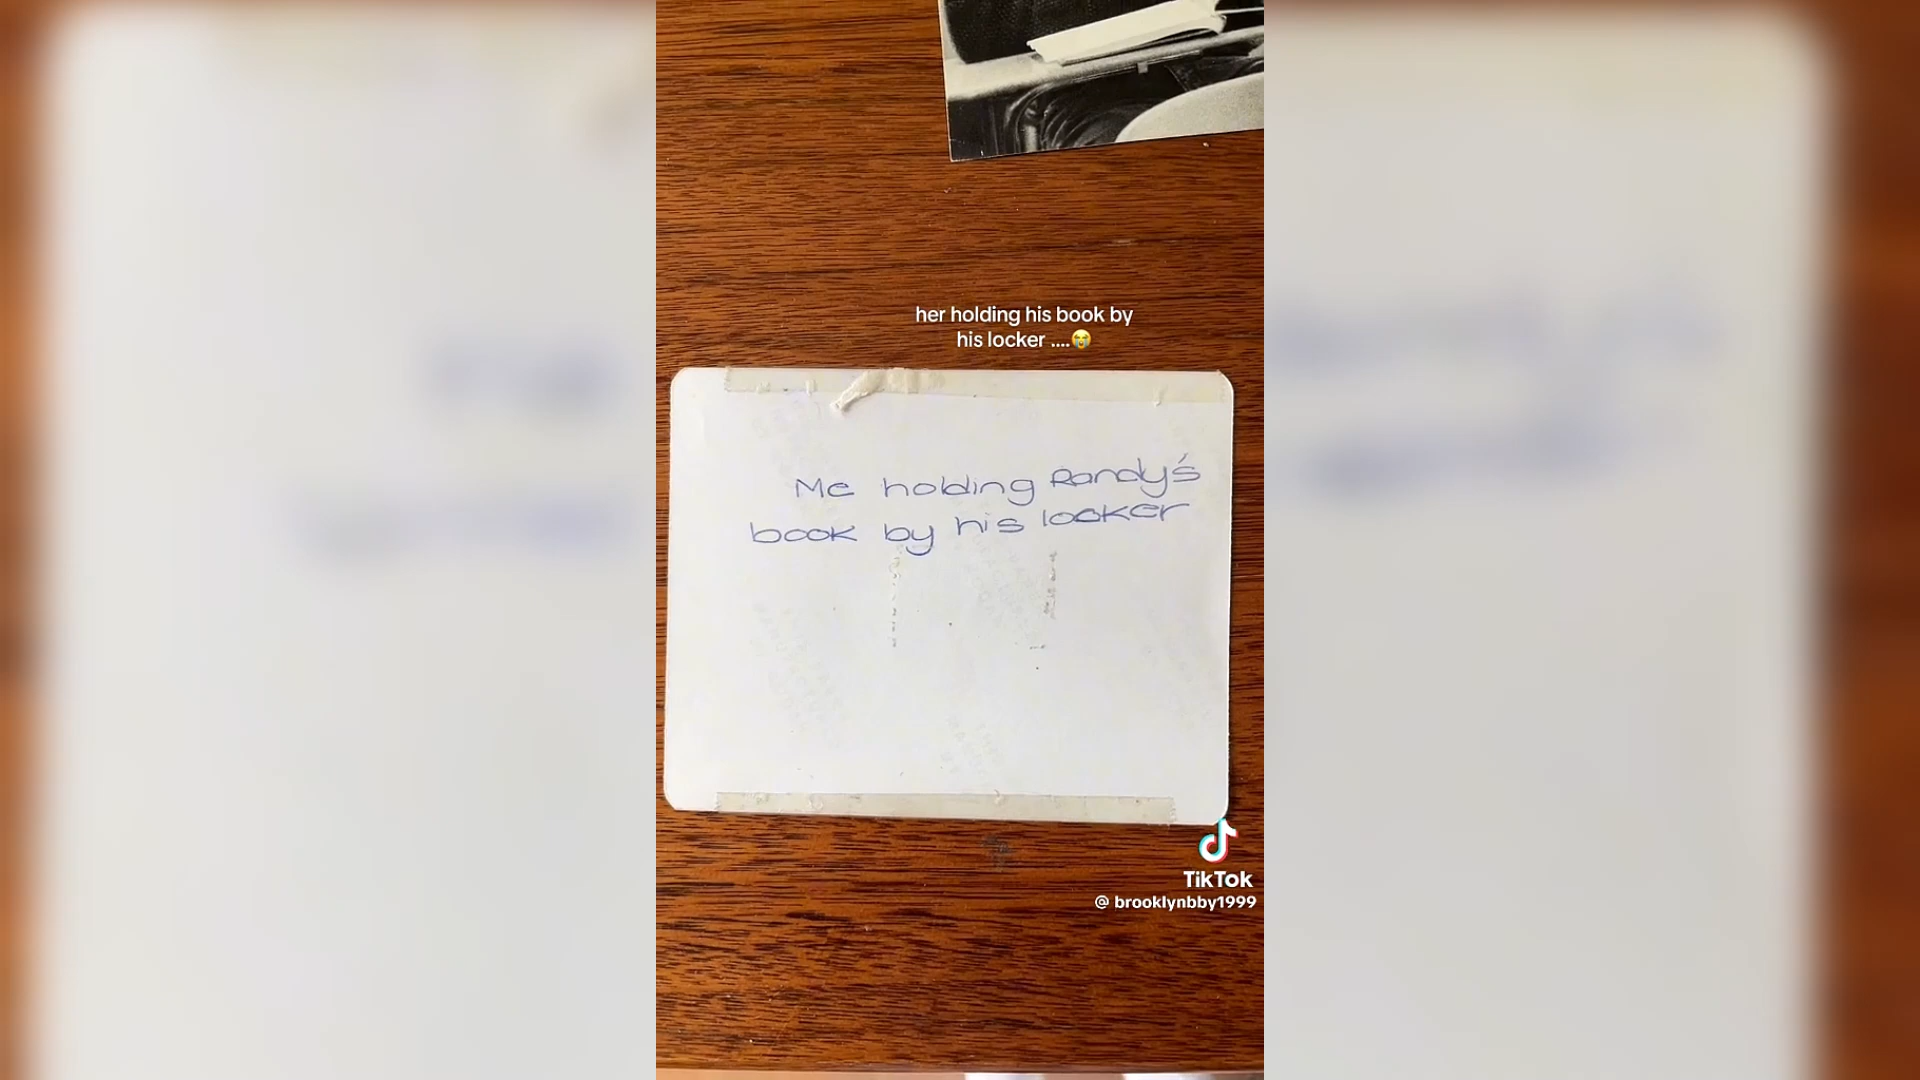 her holding his book by
his locker ....😭
Me holding Randy's
book by his locker
TikTok
@ brooklynbby1999